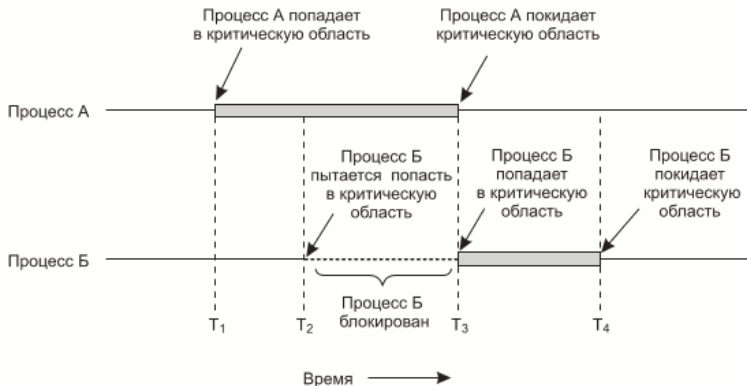 Процесс А попадает
в критическую область
Процесс А покидает
критическую область
Процесс А
Процесс Б
пытается попасть
в критическую
область
Процесс Б
попадает
в критическую
область
Процесс Б
покидает
критическую
область
Процесс Б
Процесс Б
блокирован
T1
T2
T3
T4
Время